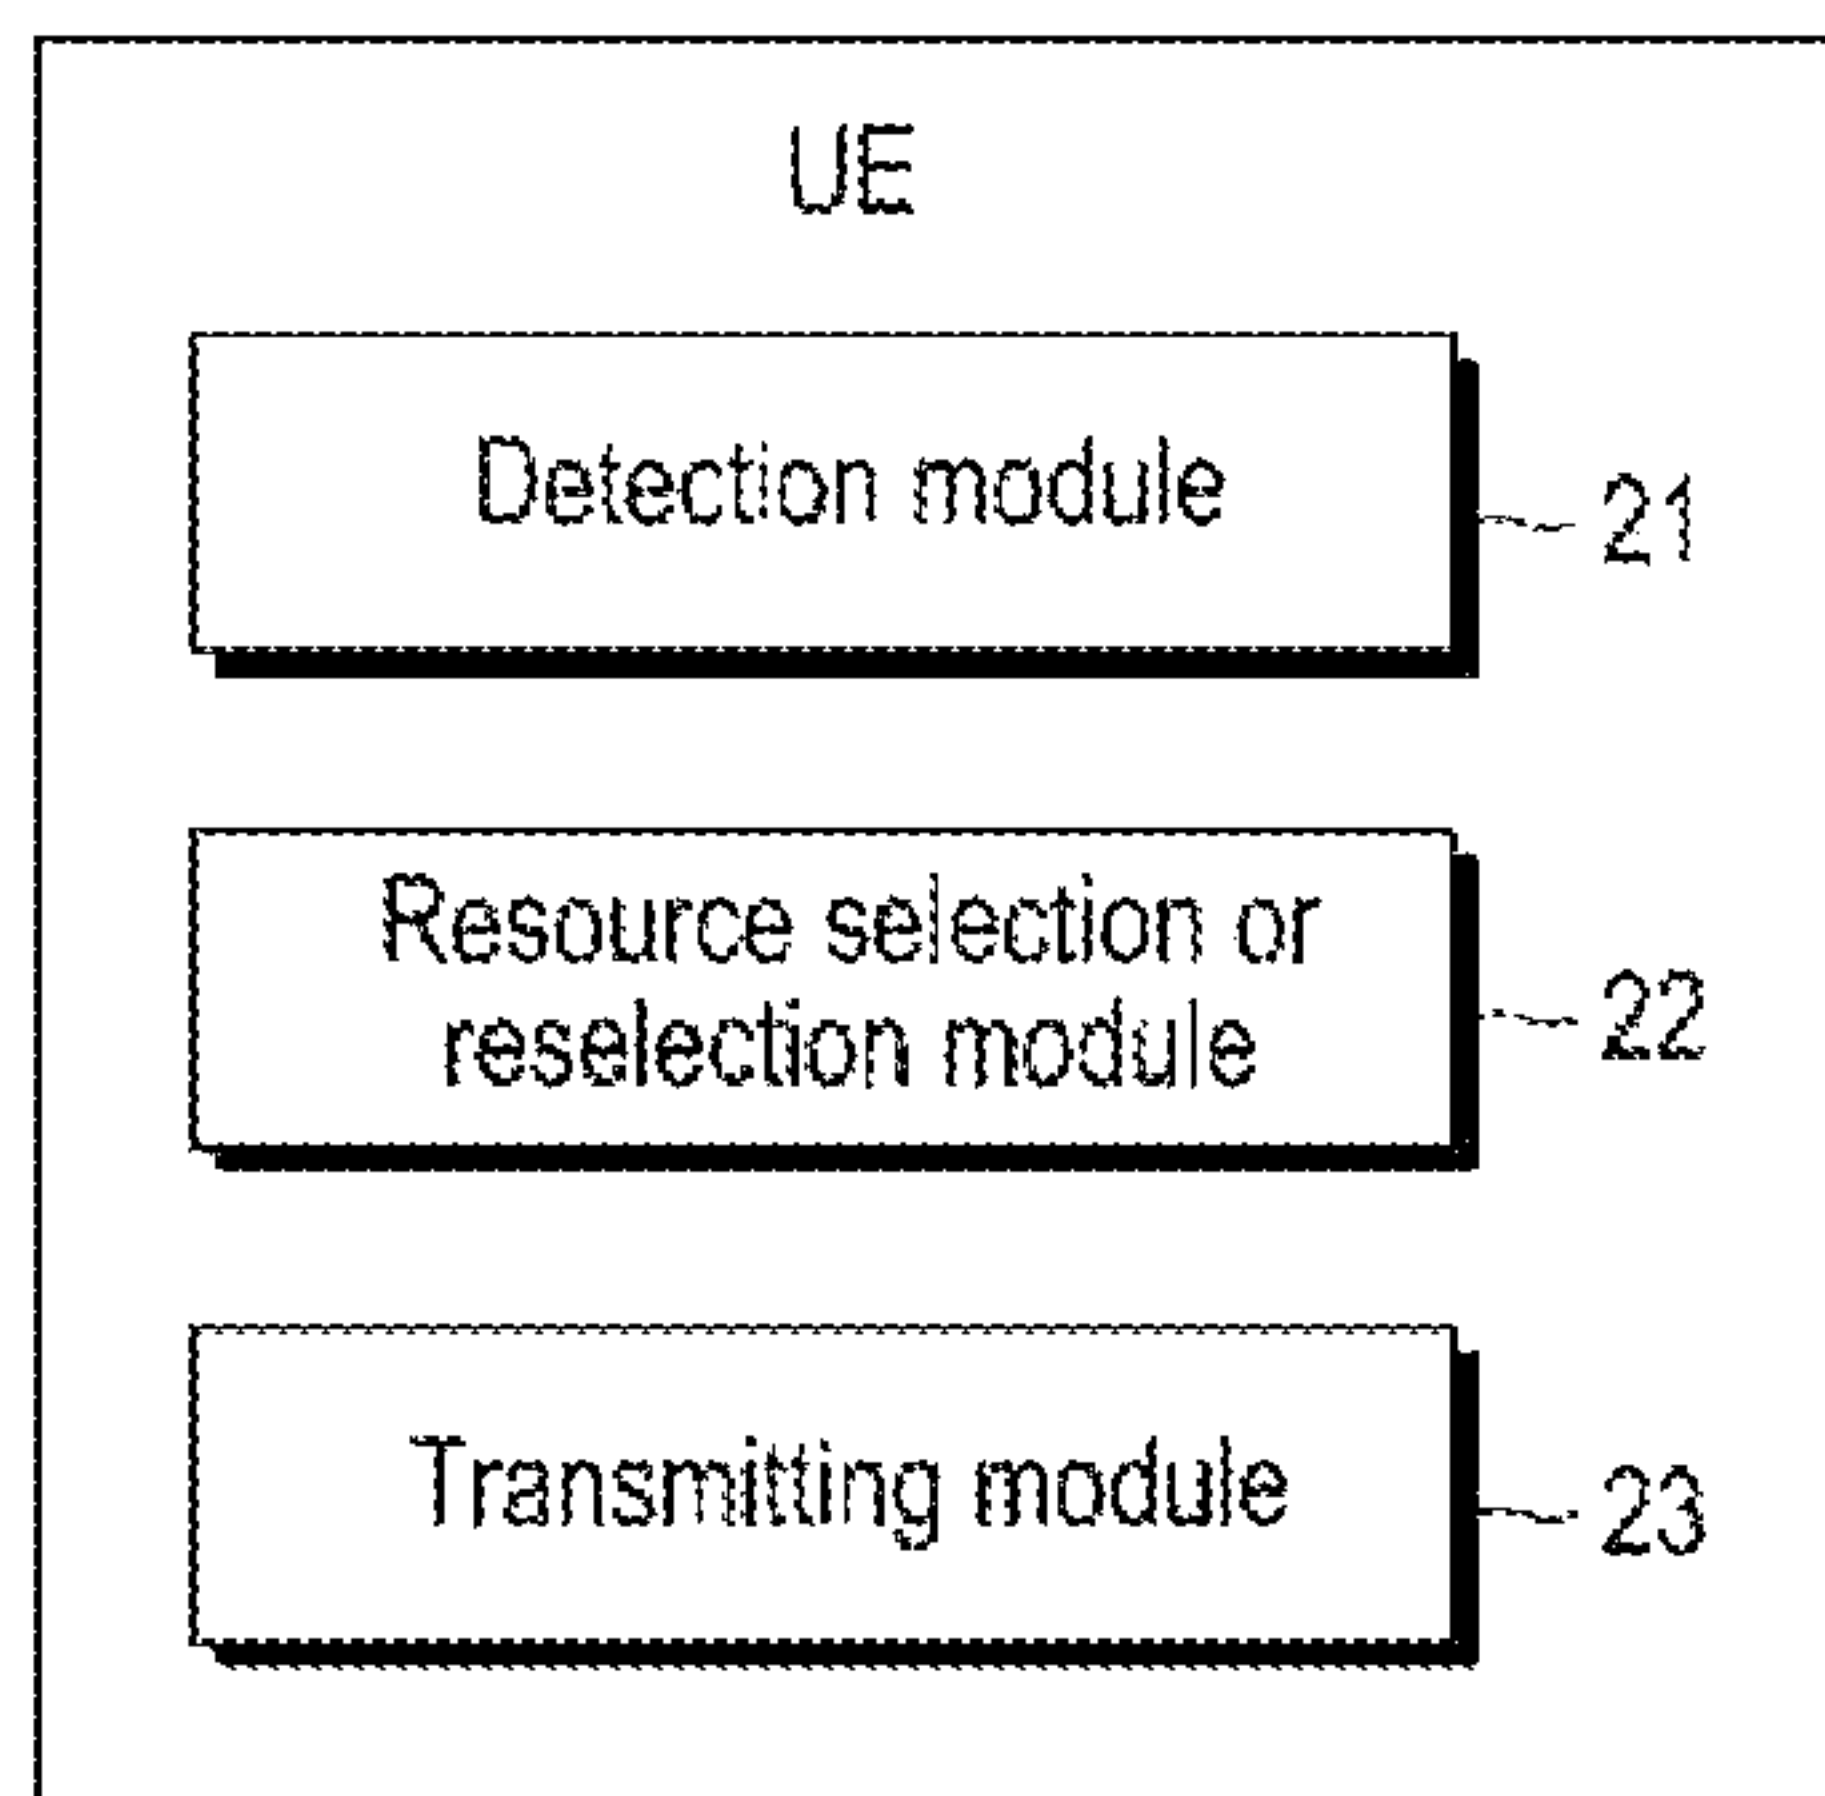 UE
Detection module
21
Resource selection or
reselection module
22
Transmitting module
23